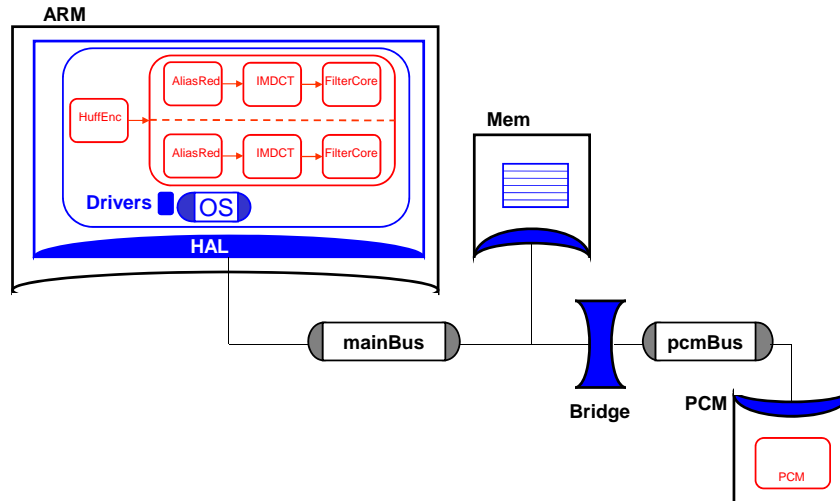 ARM
AliasRed
IMDCT
FilterCore
HuffEnc
AliasRed
IMDCT
FilterCore
Mem
Drivers
OS
HAL
mainBus
pcmBus
Bridge
PCM
PCM